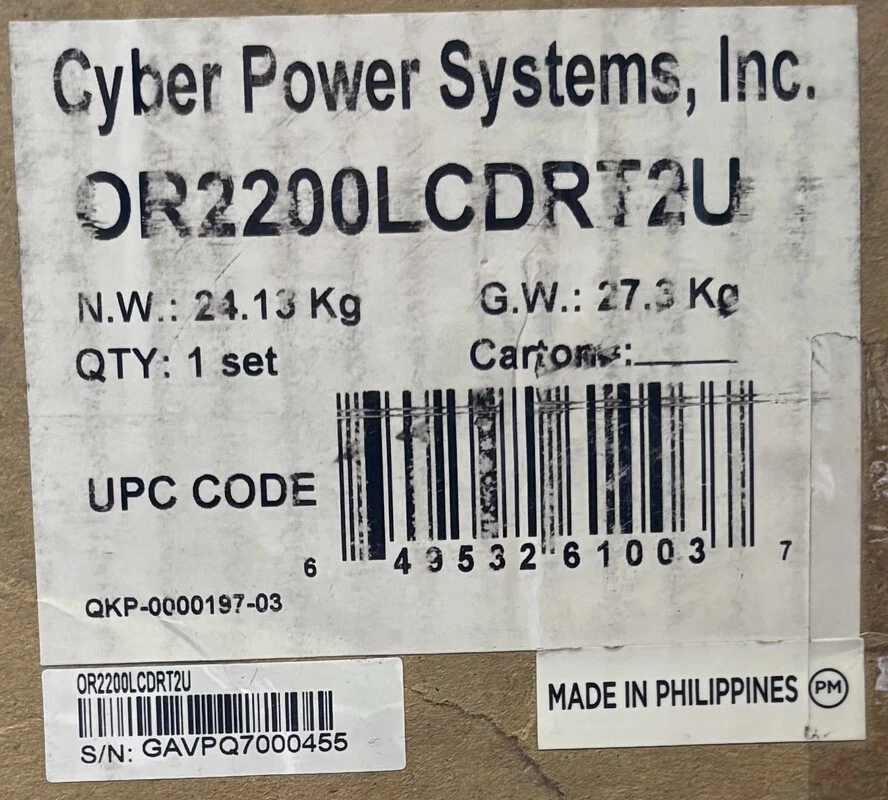 Cyber Power Systems, Inc.
OR2200LCDRT2U
N.W.: 24.13 Kg G.W.: 27.3 Kg
QTY: 1 set Cartons:
UPC CODE
6 49532 61003 7
QKP-0000197-03
OR2200LCDRT2U
S/N: GAVPQ7000455
MADE IN PHILIPPINES PM